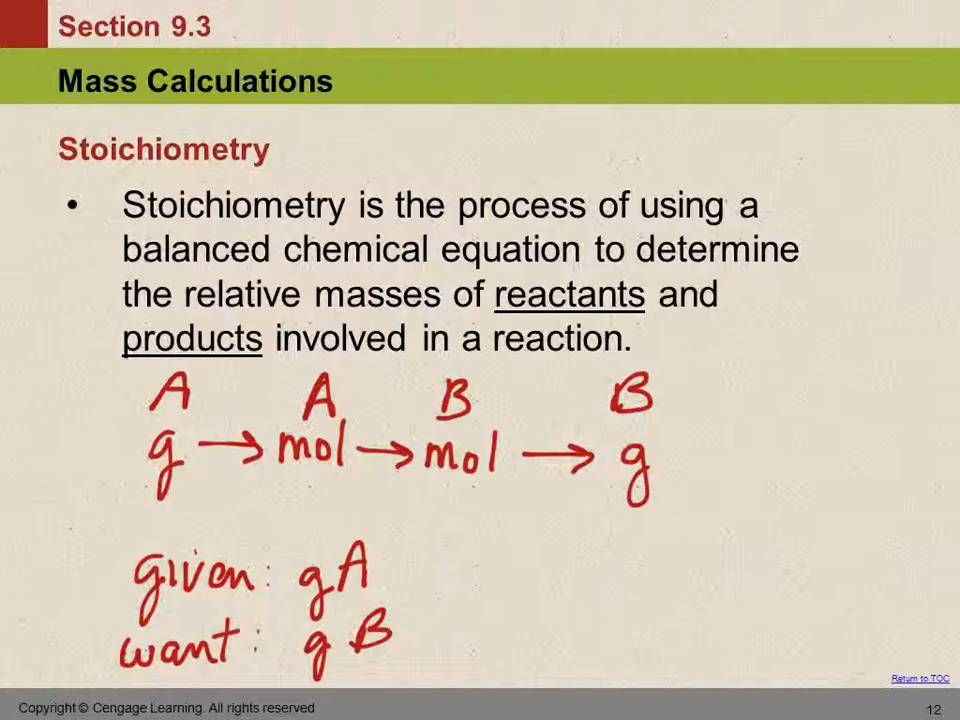 Section 9.3
Mass Calculations
Stoichiometry
• Stoichiometry is the process of using a
balanced chemical equation to determine
the relative masses of reactants and
products involved in a reaction.
A A B B
g → mol → mol → g
given: g A
want: g B
Return to TOC
Copyright © Cengage Learning. All rights reserved 12